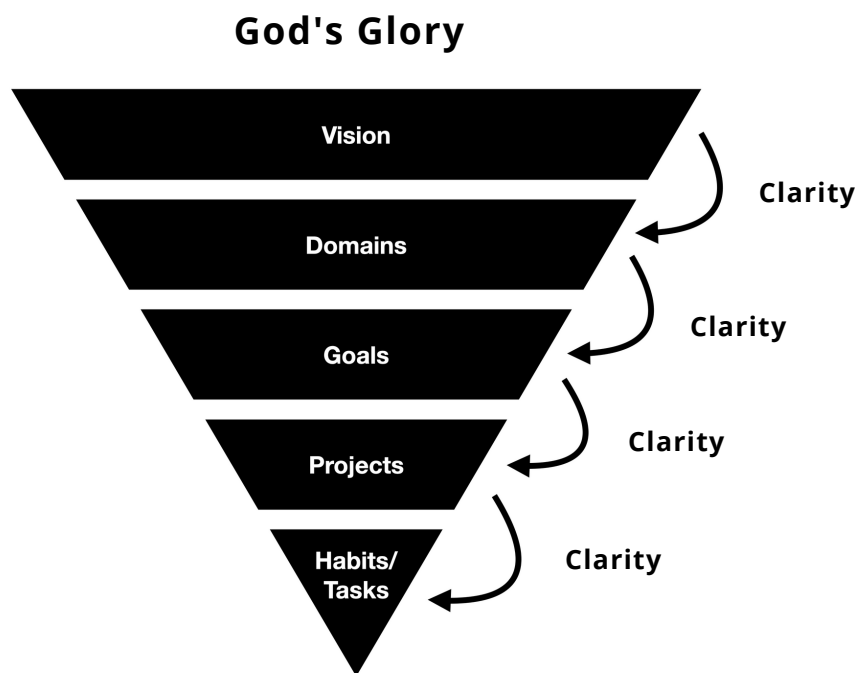 God's Glory
Vision
Clarity
Domains
Clarity
Goals
Clarity
Projects
Clarity
Habits/
Tasks